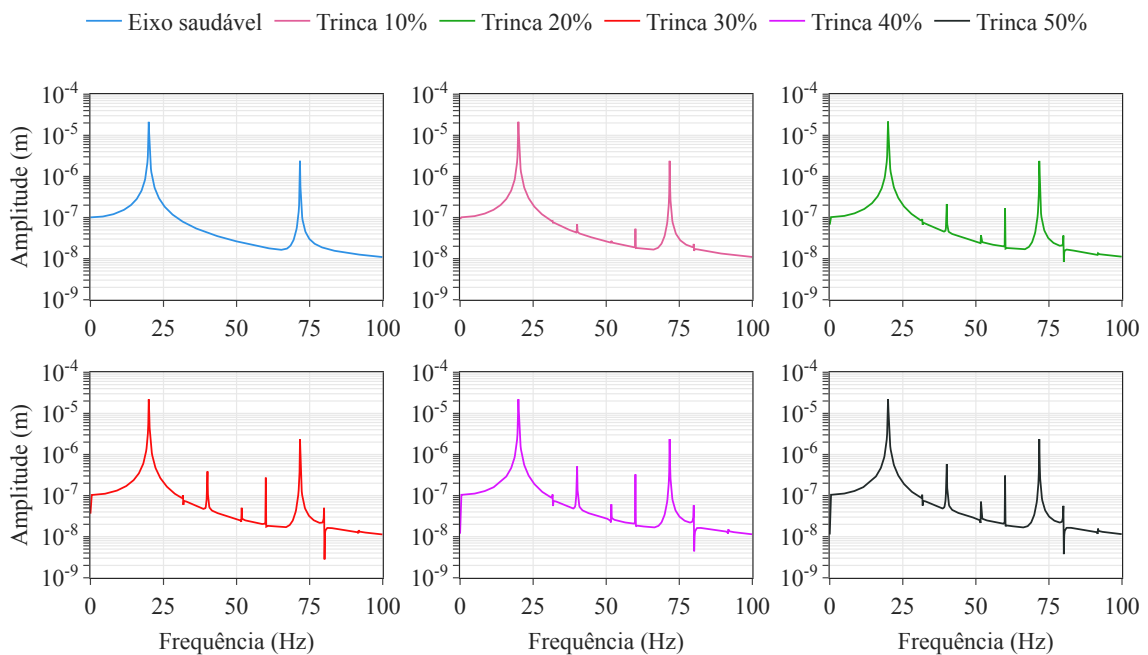 Eixo saudável Trinca 10% Trinca 20% Trinca 30% Trinca 40% Trinca 50%
10⁻⁴ 10⁻⁴ 10⁻⁴
10⁻⁵ 10⁻⁵ 10⁻⁵
10⁻⁶ 10⁻⁶ 10⁻⁶
Amplitude (m)
10⁻⁷ 10⁻⁷ 10⁻⁷
10⁻⁸ 10⁻⁸ 10⁻⁸
10⁻⁹ 10⁻⁹ 10⁻⁹
0 25 50 75 100 0 25 50 75 100 0 25 50 75 100
10⁻⁴ 10⁻⁴ 10⁻⁴
10⁻⁵ 10⁻⁵ 10⁻⁵
10⁻⁶ 10⁻⁶ 10⁻⁶
Amplitude (m)
10⁻⁷ 10⁻⁷ 10⁻⁷
10⁻⁸ 10⁻⁸ 10⁻⁸
10⁻⁹ 10⁻⁹ 10⁻⁹
0 25 50 75 100 0 25 50 75 100 0 25 50 75 100
Frequência (Hz) Frequência (Hz) Frequência (Hz)